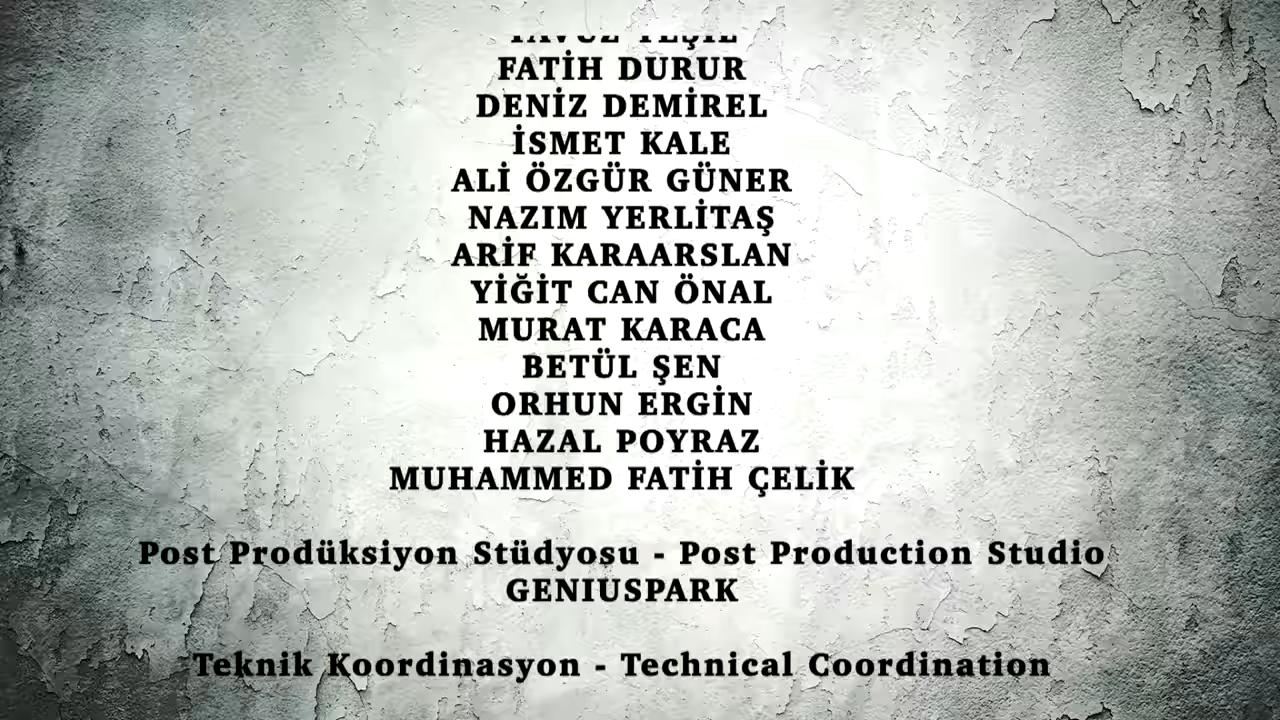 YAVUZ YEŞİL
FATİH DURUR
DENİZ DEMİREL
İSMET KALE
ALİ ÖZGÜR GÜNER
NAZIM YERLİTAŞ
ARİF KARAARSLAN
YİĞİT CAN ÖNAL
MURAT KARACA
BETÜL ŞEN
ORHUN ERGİN
HAZAL POYRAZ
MUHAMMED FATİH ÇELİK
Post Prodüksiyon Stüdyosu - Post Production Studio
GENIUSPARK
Teknik Koordinasyon - Technical Coordination